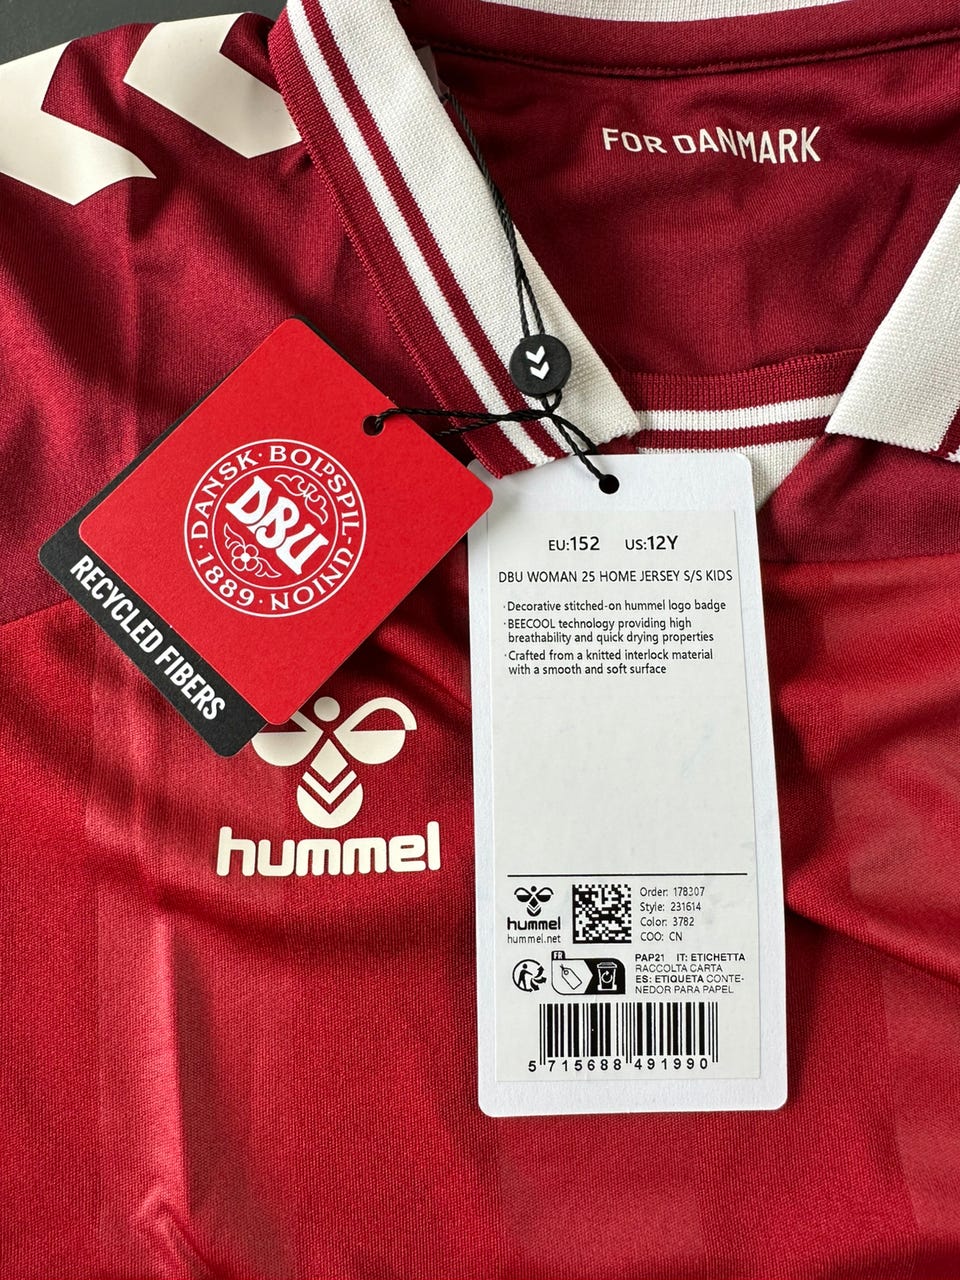 FOR DANMARK
DANSK·BOLDSPIL-UNION
·1889·
DBU
RECYCLED FIBERS
EU:152 US:12Y
DBU WOMAN 25 HOME JERSEY S/S KIDS
·Decorative stitched-on hummel logo badge
·BEECOOL technology providing high
breathability and quick drying properties
·Crafted from a knitted interlock material
with a smooth and soft surface
hummel
hummel
hummel.net
Order: 178307
Style: 231614
Color: 3782
COO: CN
FR
PAP21 IT: ETICHETTA
RACCOLTA CARTA
ES: ETIQUETA CONTE-
NEDOR PARA PAPEL
5 715688 491990